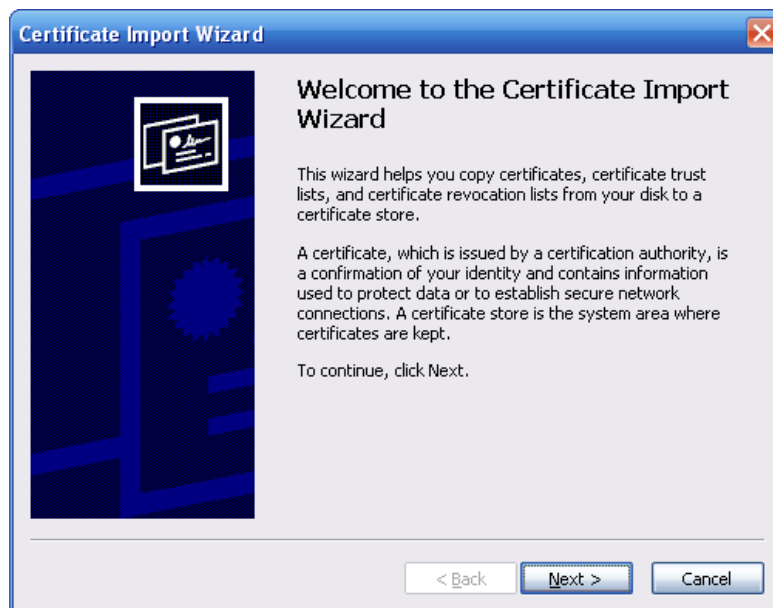 Certificate Import Wizard
Welcome to the Certificate Import
Wizard
This wizard helps you copy certificates, certificate trust
lists, and certificate revocation lists from your disk to a
certificate store.
A certificate, which is issued by a certification authority, is
a confirmation of your identity and contains information
used to protect data or to establish secure network
connections. A certificate store is the system area where
certificates are kept.
To continue, click Next.
< Back
Next >
Cancel